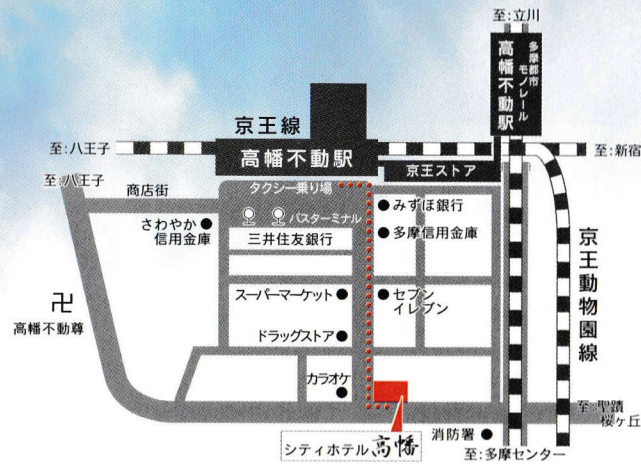 至:立川
多摩都市
モノレール
高幡不動駅
京王線
至:八王子
高幡不動駅
京王ストア
至:新宿
至:八王子
商店街
タクシー乗り場
バスターミナル
みずほ銀行
さわやか
信用金庫
三井住友銀行
多摩信用金庫
京王動物園線
卍
高幡不動尊
スーパーマーケット
セブン
イレブン
ドラッグストア
カラオケ
至:聖蹟
桜ヶ丘
シティホテル高幡
消防署
至:多摩センター